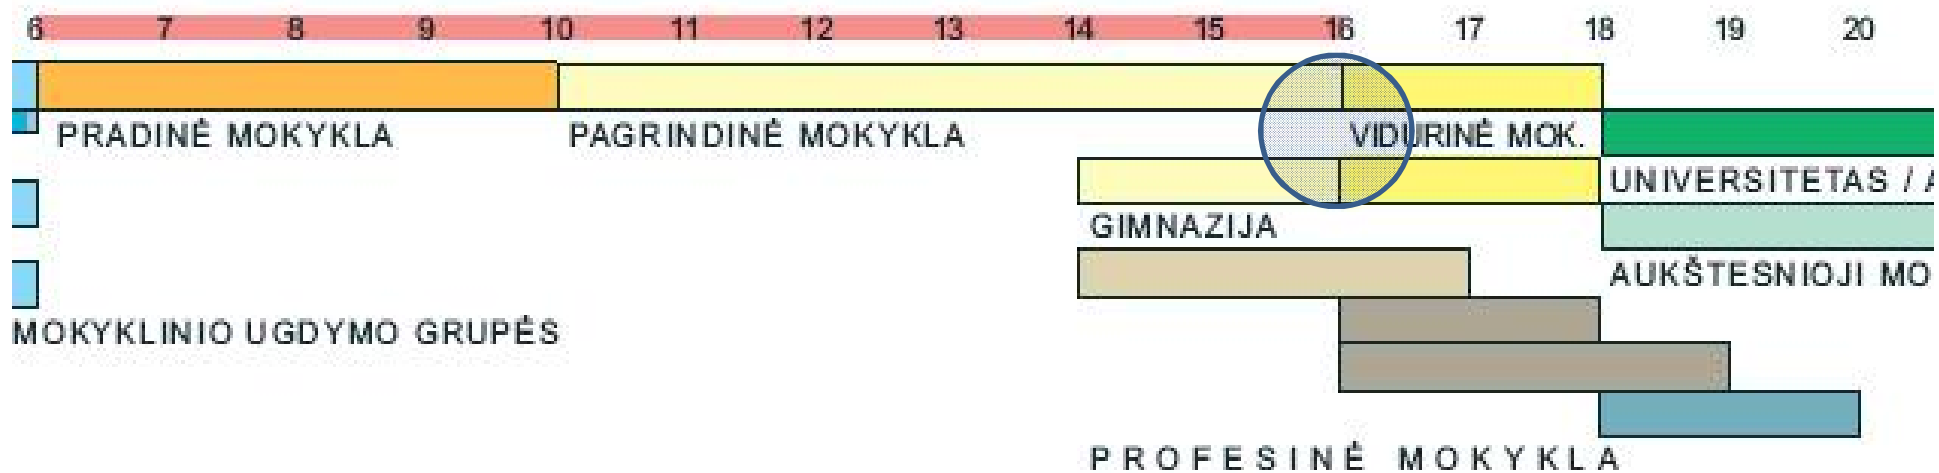 6 7 8 9 10 11 12 13 14 15 16 17 18 19 20
PRADINĖ MOKYKLA PAGRINDINĖ MOKYKLA VIDURINĖ MOK.
UNIVERSITETAS / A
GIMNAZIJA
AUKŠTESNIOJI MO
MOKYKLINIO UGDYMO GRUPĖS
PROFESINĖ MOKYKLA